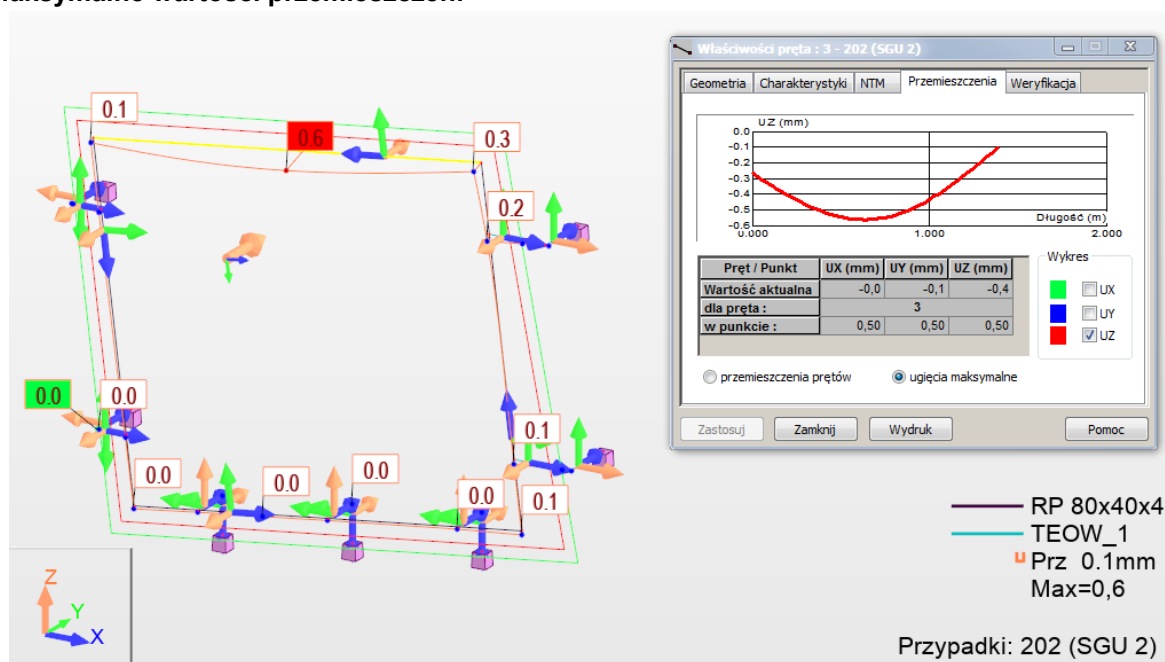 Właściwości pręta : 3 - 202 (SGU 2)
Geometria Charakterystyki NTM Przemieszczenia Weryfikacja
UZ (mm)
0.0
-0.1
-0.2
-0.3
-0.4
-0.5
-0.6
Długość (m)
0.000 1.000 2.000
Pręt / Punkt UX (mm) UY (mm) UZ (mm)
Wartość aktualna -0,0 -0,1 -0,4
dla pręta : 3
w punkcie : 0,50 0,50 0,50
Wykres
UX
UY
UZ
przemieszczenia prętów ugięcia maksymalne
Zastosuj Zamknij Wydruk Pomoc
0.1
0.6
0.3
0.2
0.0 0.0
0.1
0.0 0.0 0.0 0.0 0.1
RP 80x40x4
TEOW_1
Prz 0.1mm
Max=0,6
Z
Y
X
Przypadki: 202 (SGU 2)